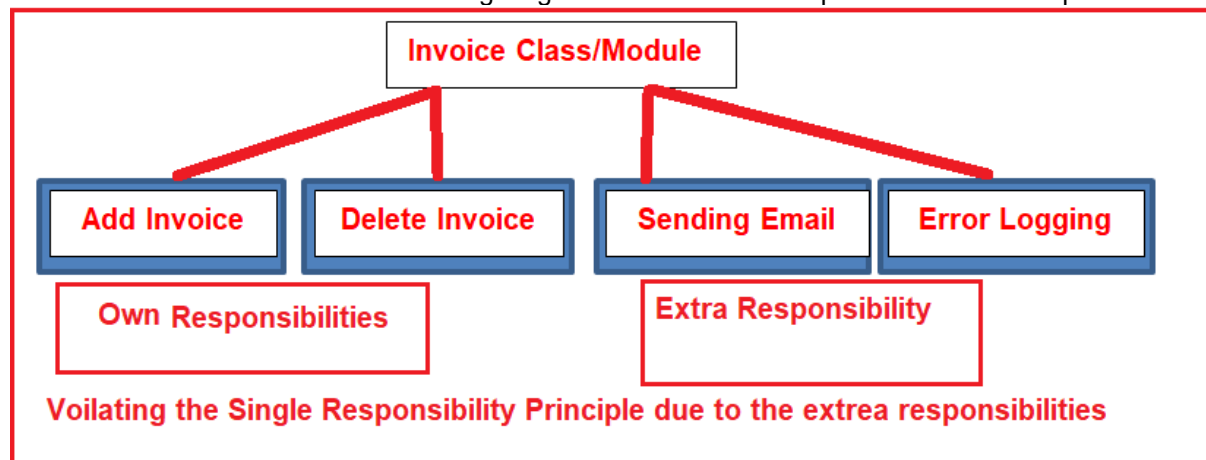 Invoice Class/Module
Add Invoice
Delete Invoice
Sending Email
Error Logging
Own Responsibilities
Extra Responsibility
Voilating the Single Responsibility Principle due to the extrea responsibilities